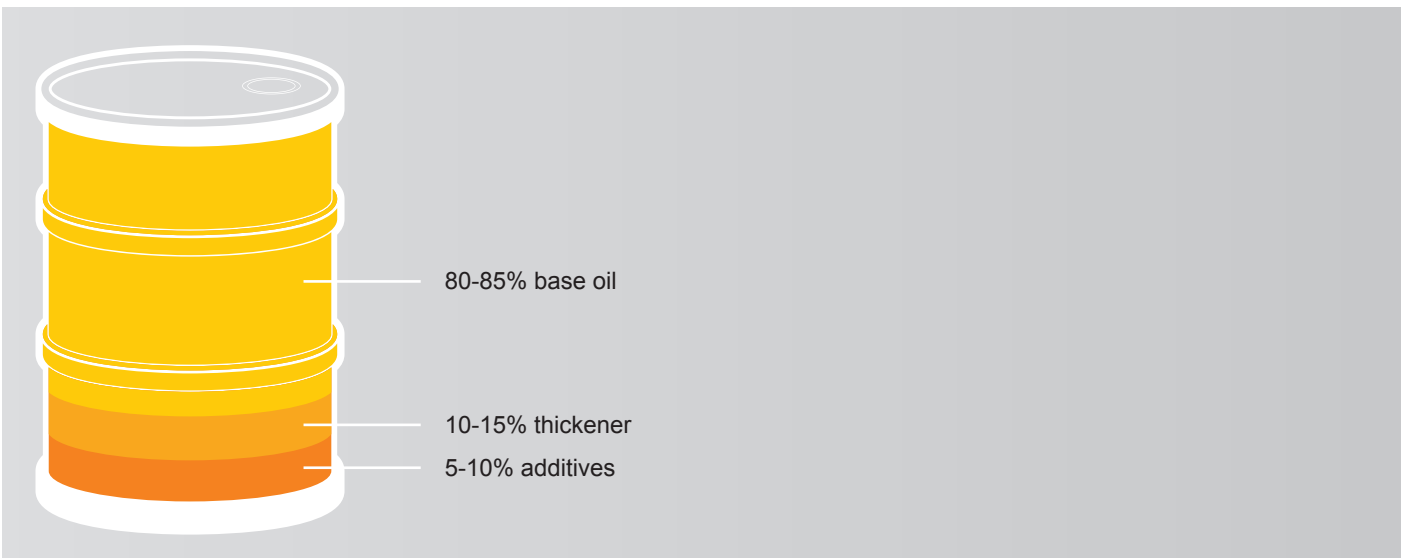 80-85% base oil
10-15% thickener
5-10% additives